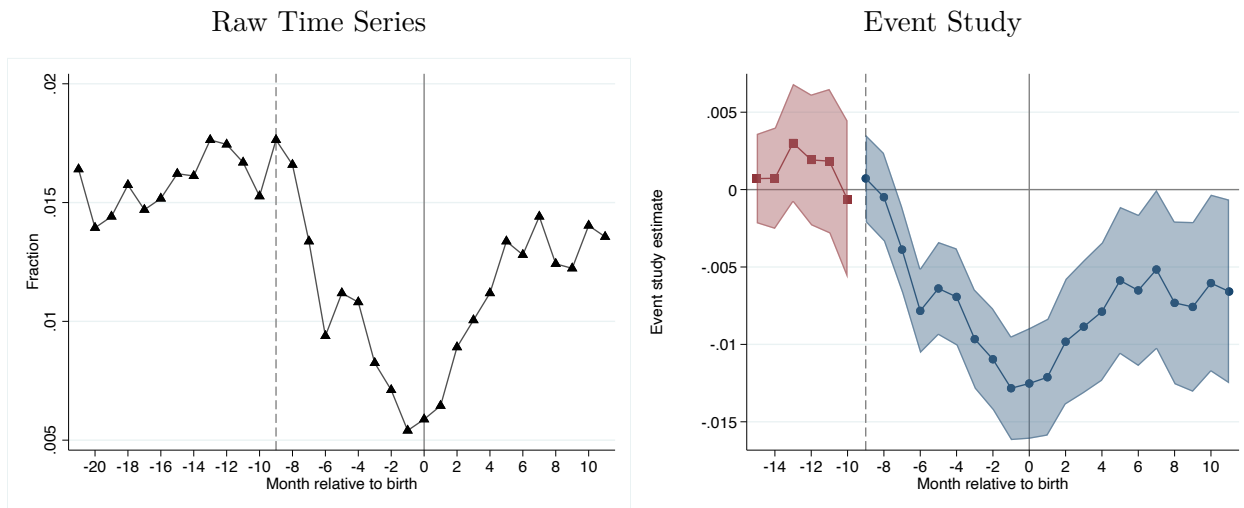 Raw Time Series
Event Study
.02
.015
.01
.005
Fraction
-20 -18 -16 -14 -12 -10 -8 -6 -4 -2 0 2 4 6 8 10
Month relative to birth
.005
0
-.005
-.01
-.015
Event study estimate
-14 -12 -10 -8 -6 -4 -2 0 2 4 6 8 10
Month relative to birth